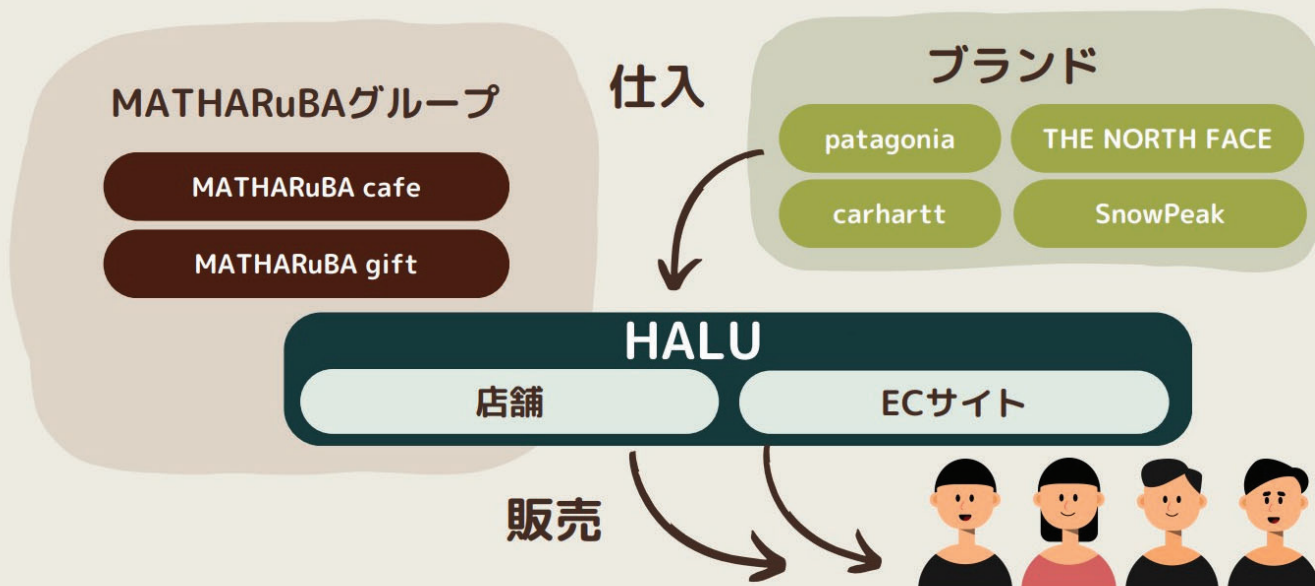 MATHARuBAグループ
MATHARuBA cafe
MATHARuBA gift
仕入
ブランド
patagonia
THE NORTH FACE
carhartt
SnowPeak
HALU
店舗
ECサイト
販売